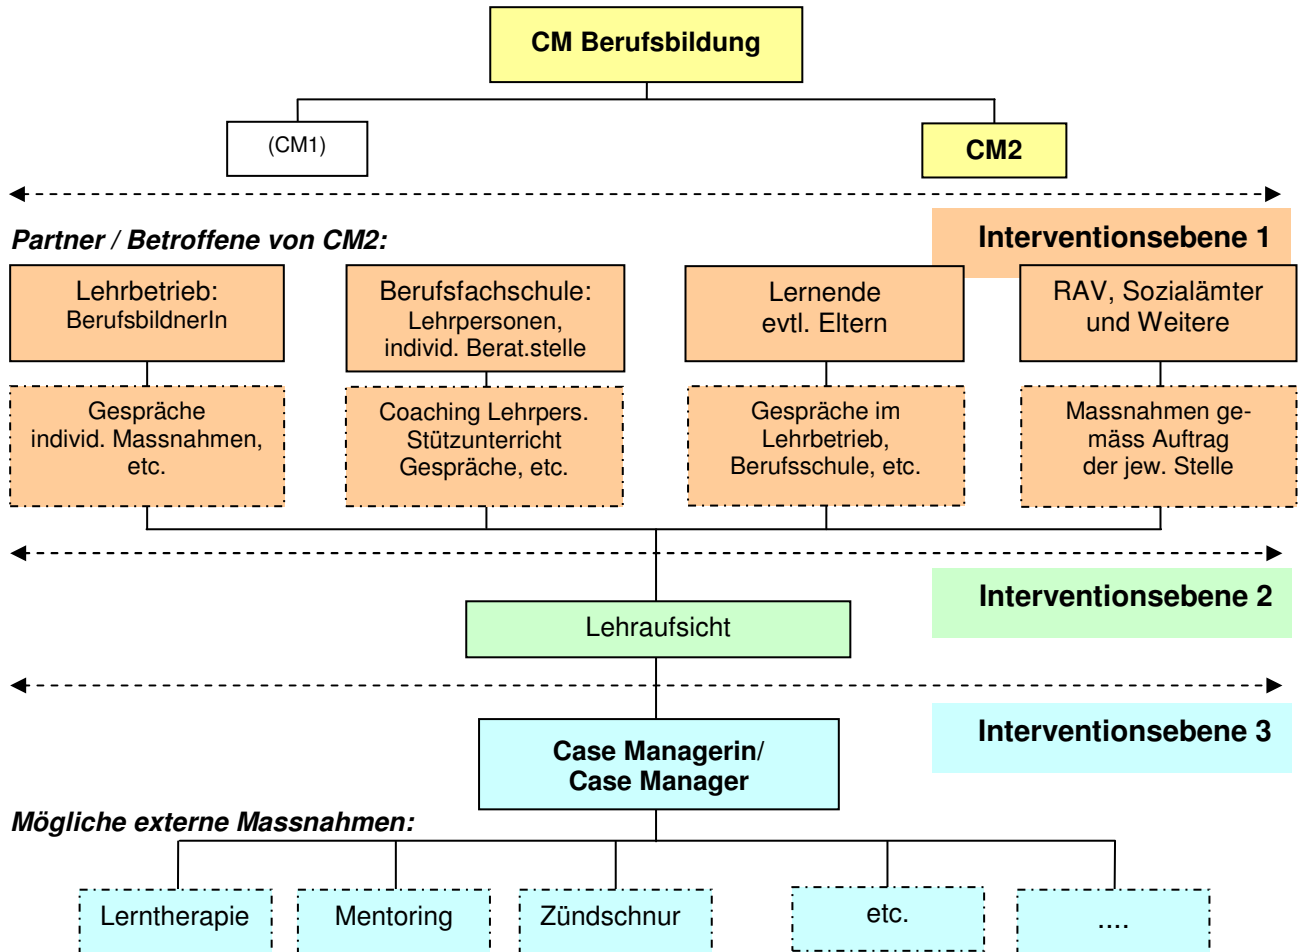 CM Berufsbildung
(CM1)
CM2
Interventionsebene 1
Partner / Betroffene von CM2:
Lehrbetrieb:
BerufsbildnerIn
Berufsfachschule:
Lehrpersonen,
individ. Berat.stelle
Lernende
evtl. Eltern
RAV, Sozialämter
und Weitere
Gespräche
individ. Massnahmen,
etc.
Coaching Lehrpers.
Stützunterricht
Gespräche, etc.
Gespräche im
Lehrbetrieb,
Berufsschule, etc.
Massnahmen ge-
mäss Auftrag
der jew. Stelle
Interventionsebene 2
Lehraufsicht
Interventionsebene 3
Case Managerin/
Case Manager
Mögliche externe Massnahmen:
Lerntherapie
Mentoring
Zündschnur
etc.
....